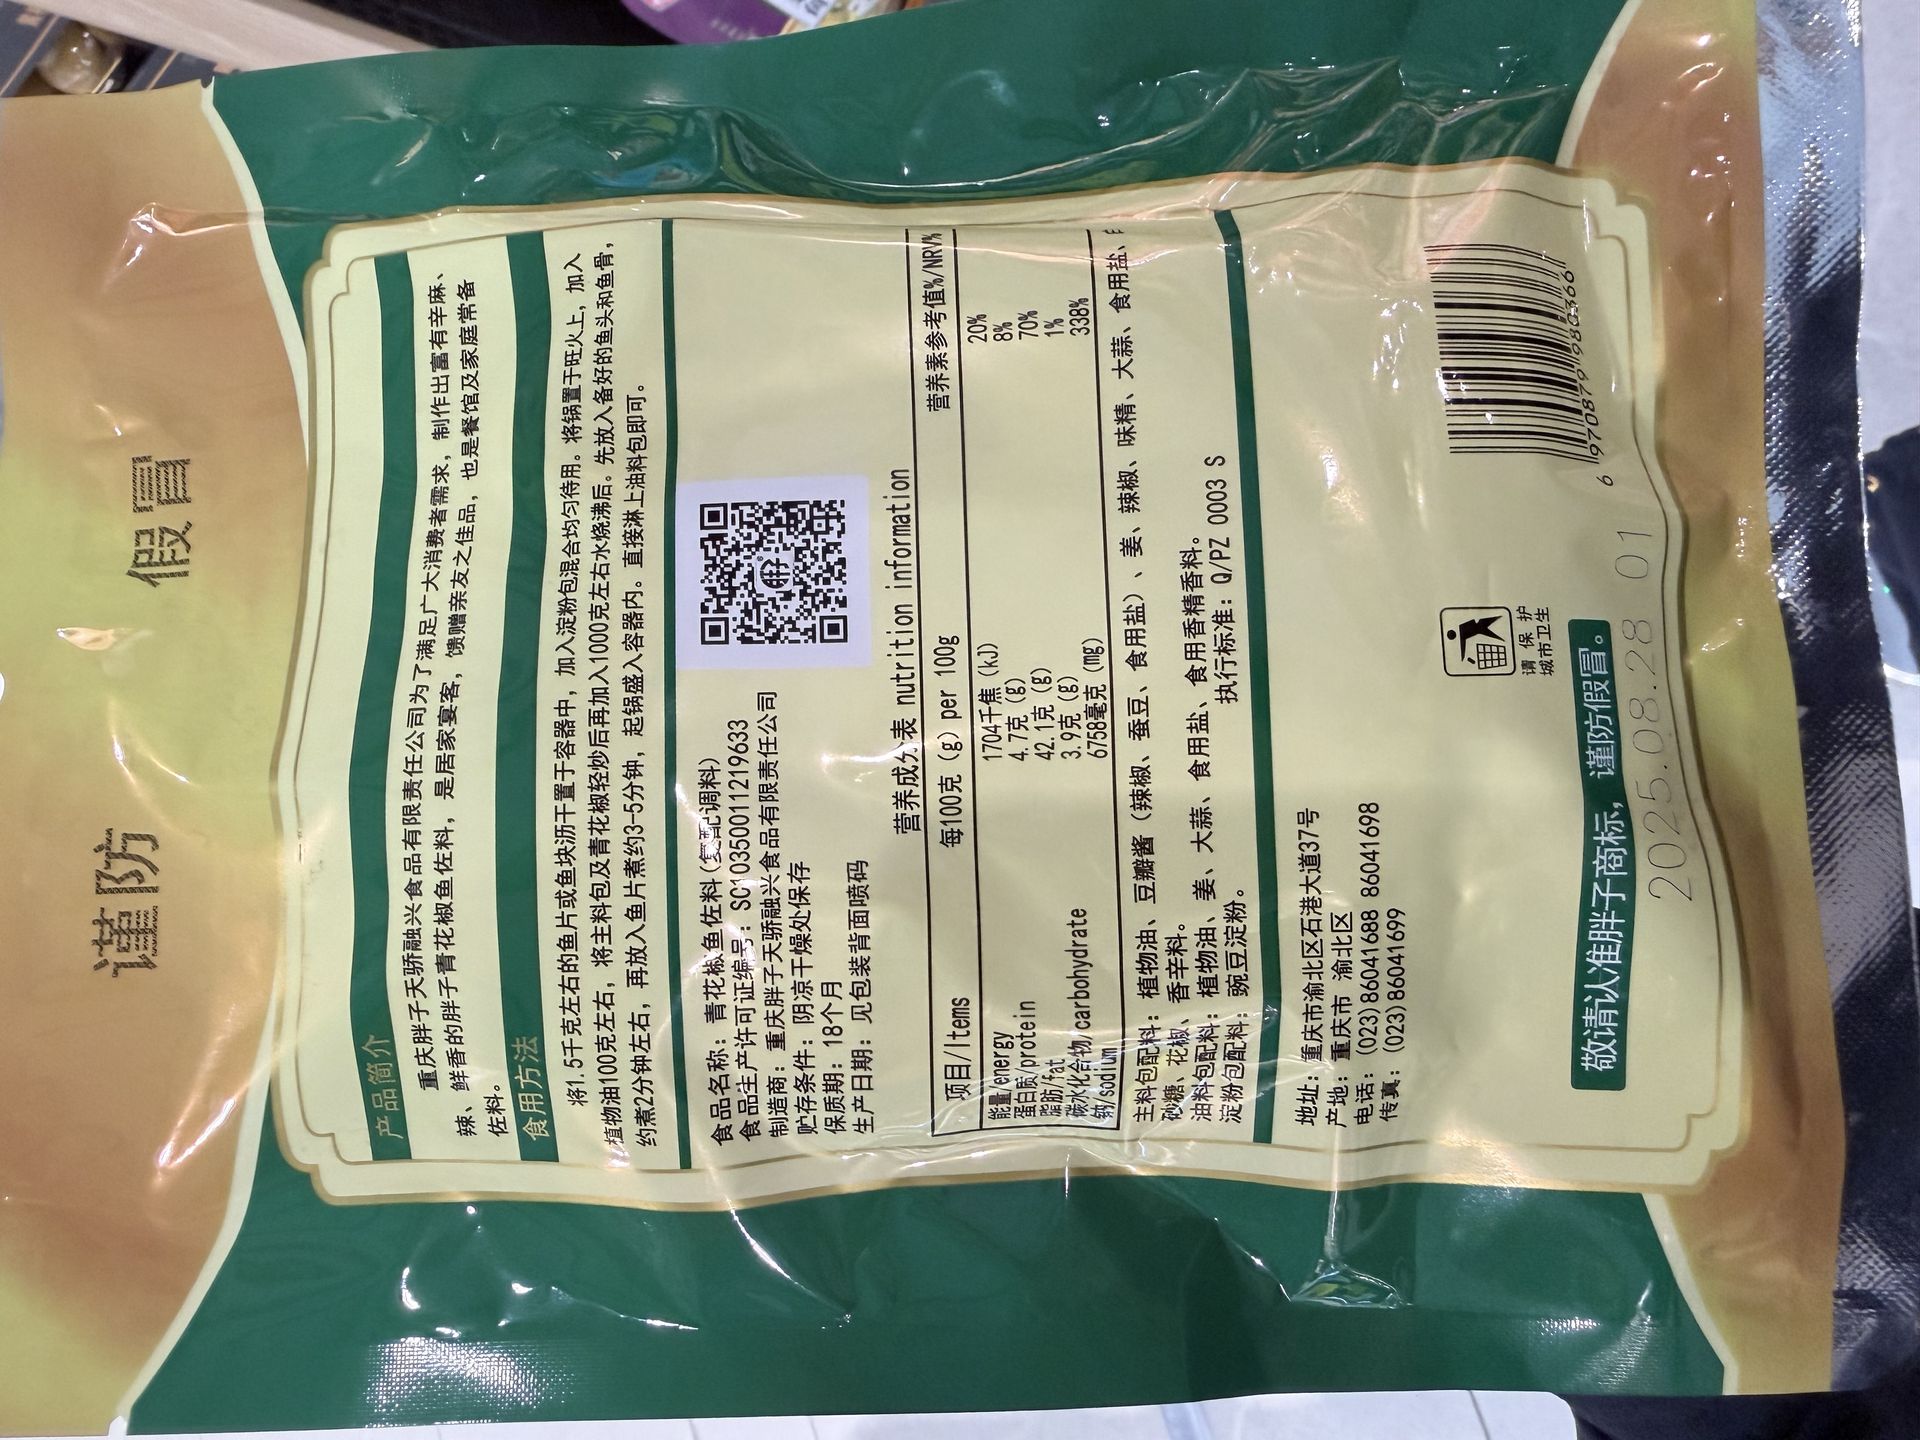 谨防 假冒
产品简介
重庆胖子天骄融兴食品有限责任公司为了满足广大消费者需求，制作出富有辛麻、
辣、鲜香的胖子青花椒鱼佐料，是居家宴客，馈赠亲友之佳品，也是餐馆及家庭常备
佐料。
食用方法
将1.5千克左右的鱼片或鱼块沥干置于容器中，加入淀粉包混合均匀待用。将锅置于旺火上，加入
植物油100克左右，将主料包及青花椒轻炒后再加入1000克左右水烧沸后。先放入备好的鱼头和鱼骨，
约煮2分钟左右，再放入鱼片煮约3-5分钟，起锅盛入容器内。直接淋上油料包即可。
食品名称：青花椒鱼佐料(复配调料)
食品生产许可证编号：SC10350011219633
制造商：重庆胖子天骄融兴食品有限责任公司
贮存条件：阴凉干燥处保存
保质期：18个月
生产日期：见包装背面喷码
营养成分表 nutrition information
项目/Items 每100克(g)per 100g 营养素参考值%/NRV%
能量/energy 1704千焦(kJ) 20%
蛋白质/protein 4.7克(g) 8%
脂肪/fat 42.1克(g) 70%
碳水化合物/carbohydrate 3.9克(g) 1%
钠/sodium 6758毫克(mg) 338%
主料包配料：植物油、豆瓣酱（辣椒、蚕豆、食用盐）、姜、辣椒、味精、大蒜、食用盐、
砂糖、花椒、香辛料。
油料包配料：植物油、姜、大蒜、食用盐、食用香精香料。
淀粉包配料：豌豆淀粉。 执行标准：Q/PZ 0003 S
地址：重庆市渝北区石港大道37号
产地：重庆市 渝北区
电话：(023)86041688 86041698
传真：(023)86041699
请保护
城市卫生
6 970879 980366
敬请认准胖子商标，谨防假冒。
2025.08.28 01